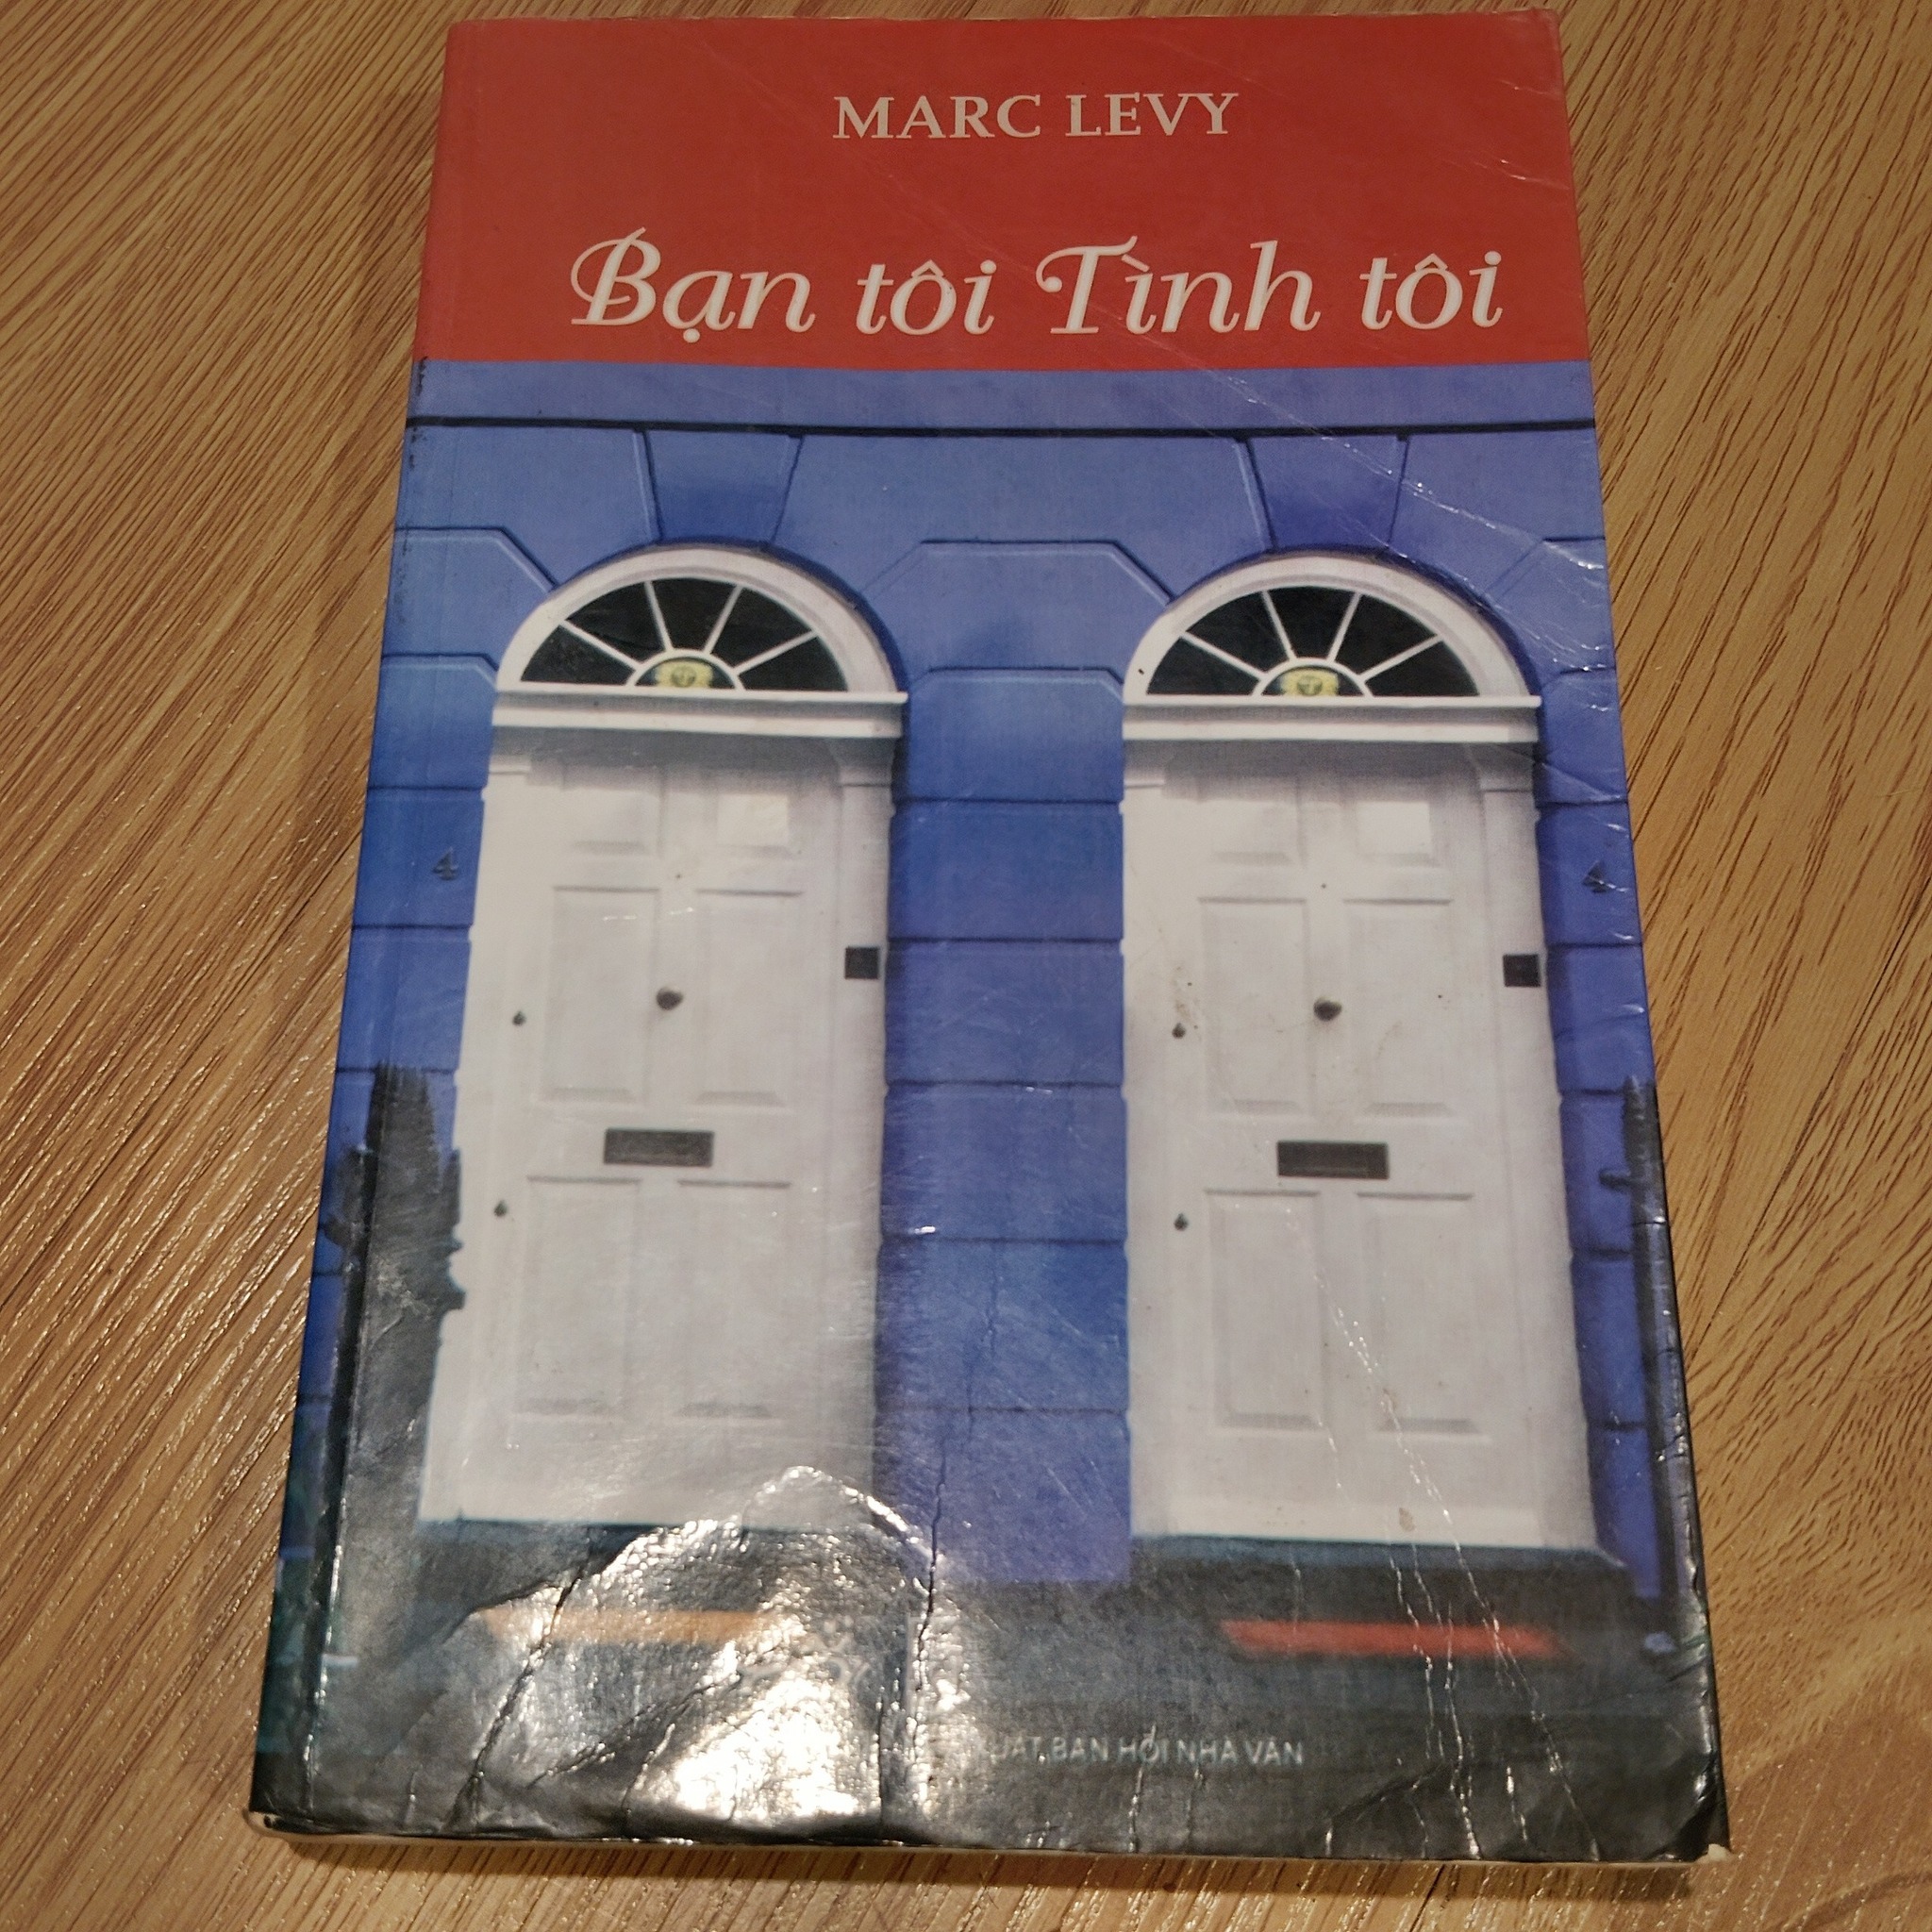 MARC LEVY
Bạn tôi Tình tôi
4
4
BẢN HỘI NHÀ VĂN